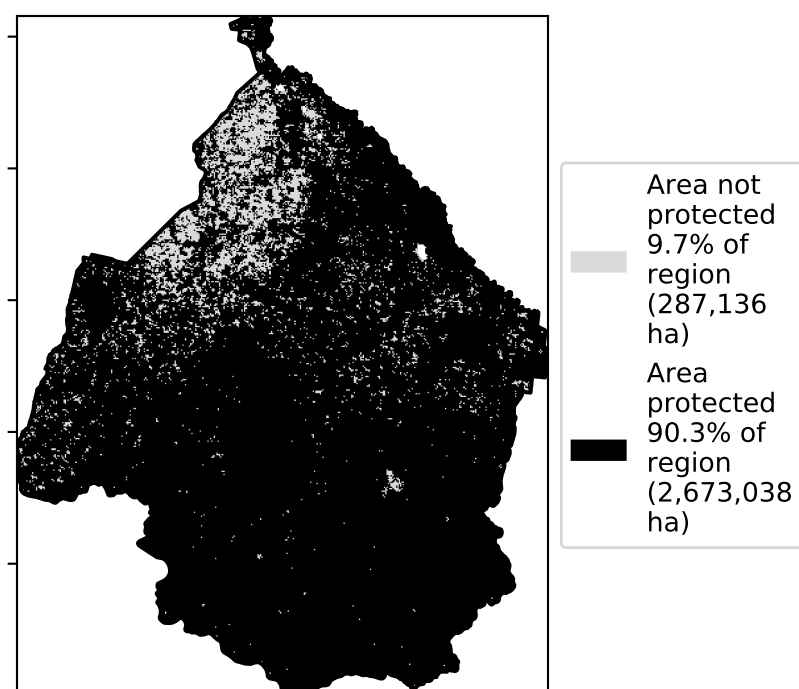 Area not
protected
9.7% of
region
(287,136
ha)
Area
protected
90.3% of
region
(2,673,038
ha)